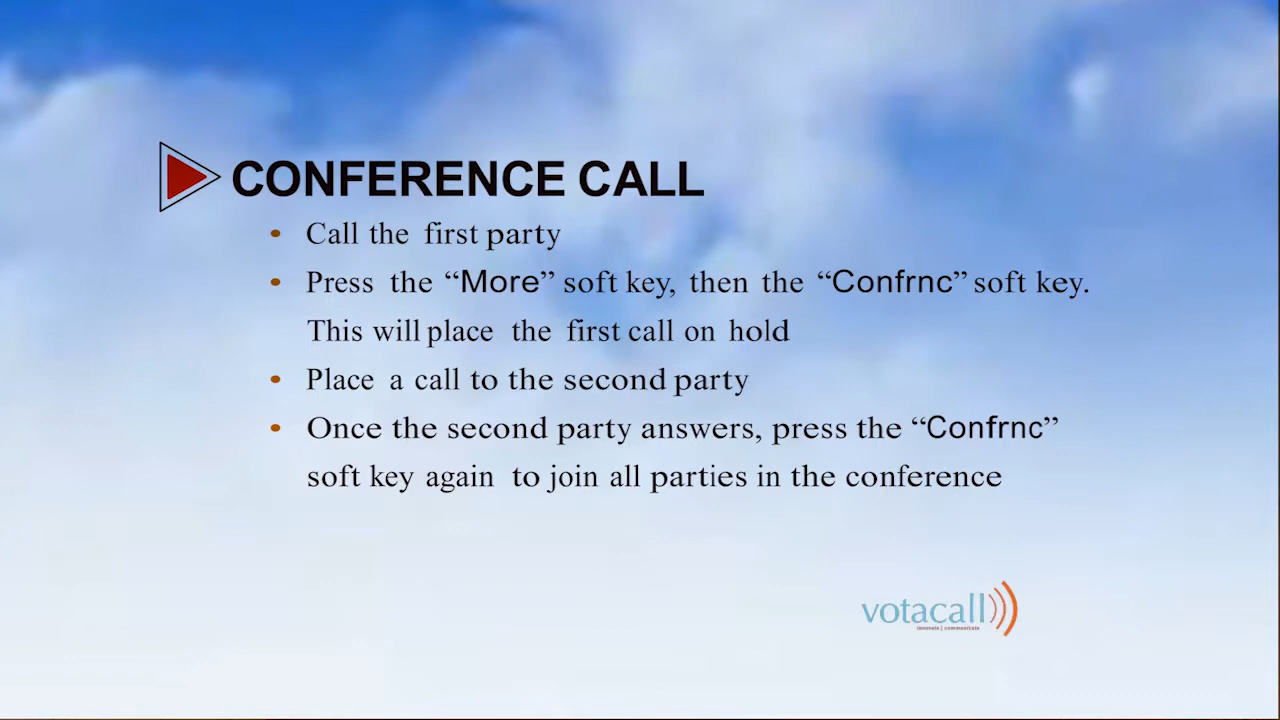 CONFERENCE CALL
• Call the first party
• Press the “More” soft key, then the “Confrnc” soft key.
This will place the first call on hold
• Place a call to the second party
• Once the second party answers, press the “Confrnc”
soft key again to join all parties in the conference
votacall
innovate | communicate